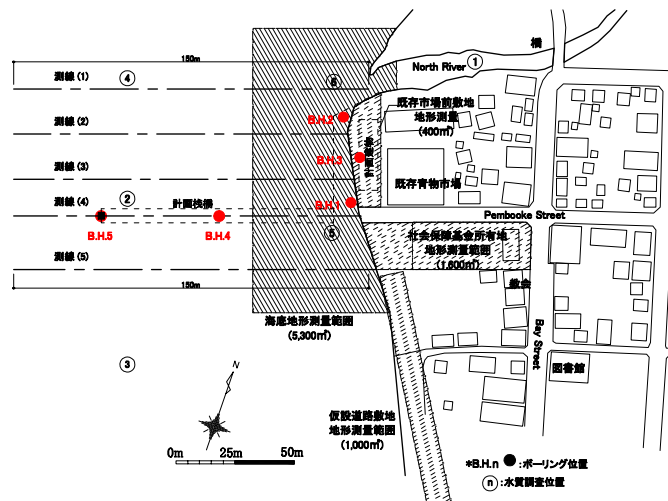 橋
150m
North River
①
測線 (1)
④
⑥
既存市場前敷地
地形測量
(400㎡)
B.H.2
測線 (2)
B.H.3
計画建物
測線 (3)
既存青物市場
測線 (4)
②
計画桟橋
B.H.1
Pembooke Street
B.H.5
B.H.4
⑤
社会保障基金所有地
地形測量範囲
(1,600㎡)
測線 (5)
教会
150m
海底地形測量範囲
(5,300㎡)
Bay Street
③
図書館
N
仮設道路敷地
地形測量範囲
(1,000㎡)
0m 25m 50m
*B.H.n ●:ボーリング位置
ⓝ:水質調査位置